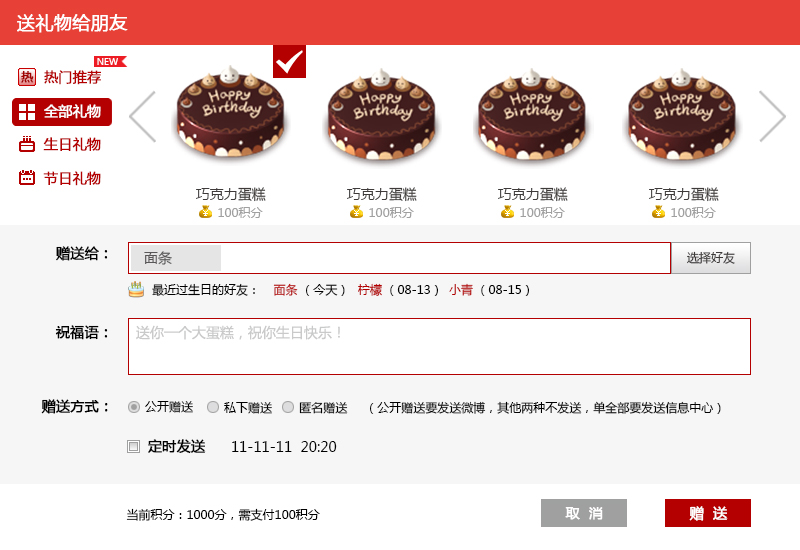 送礼物给朋友
NEW
热 热门推荐
全部礼物
生日礼物
节日礼物
Happy Birthday
Happy Birthday
Happy Birthday
Happy Birthday
巧克力蛋糕 巧克力蛋糕 巧克力蛋糕 巧克力蛋糕
100积分 100积分 100积分 100积分
赠送给： 面条 选择好友
最近过生日的好友： 面条（今天） 柠檬（08-13） 小青（08-15）
祝福语： 送你一个大蛋糕，祝你生日快乐！
赠送方式： 公开赠送 私下赠送 匿名赠送 （公开赠送要发送微博，其他两种不发送，单全部要发送信息中心）
定时发送 11-11-11 20:20
当前积分：1000分，需支付100积分 取 消 赠 送